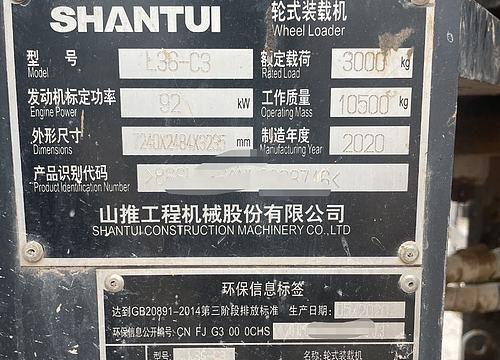 SHANTUI 轮式装载机
Wheel Loader
型 号 L36-C3 额定载荷 3000 kg
Model Rated Load
发动机标定功率 92 kW 工作质量 10500 kg
Engine Power Operating Mass
外形尺寸 7240X2484X3235 mm 制造年度 2020
Dimensions Manufacturing Year
产品识别代码
Product Identification Number
山推工程机械股份有限公司
SHANTUI CONSTRUCTION MACHINERY CO.,LTD
环保信息标签
达到GB20891-2014第三阶段排放标准 生产日期:
环保信息公开编号: CN FJ G3 00 0CHS
型号: 名称: 轮式装载机